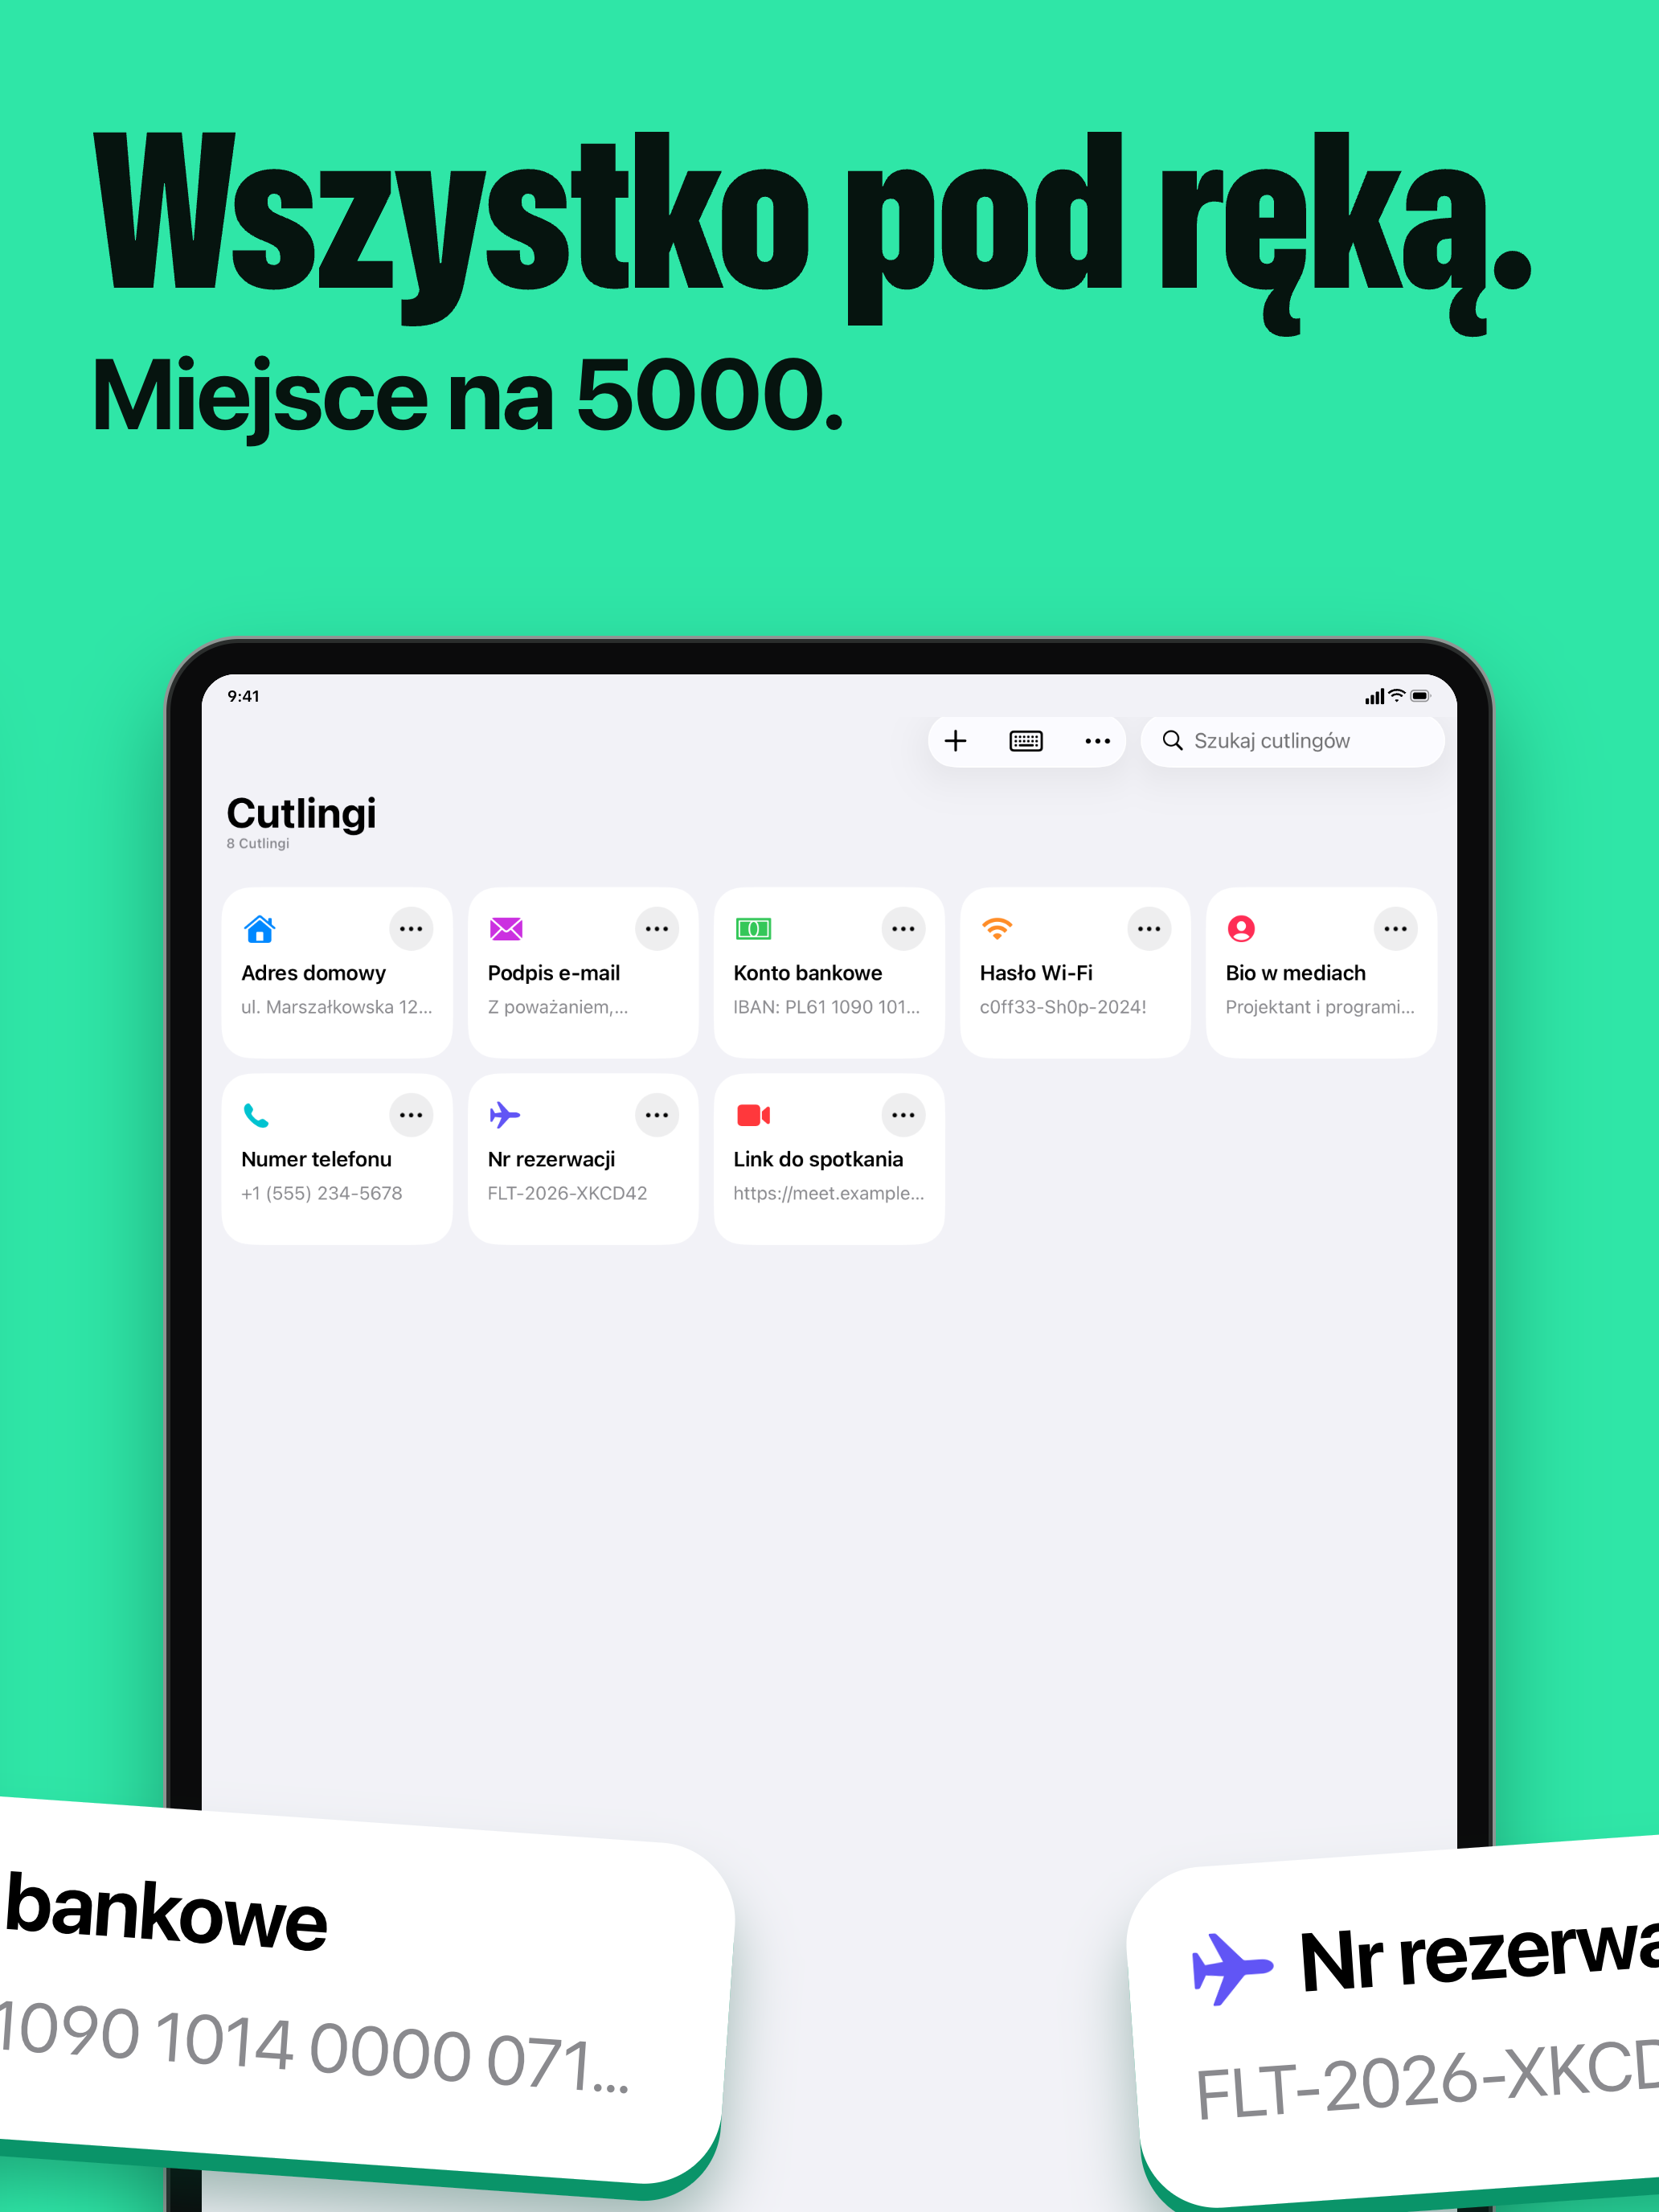 Wszystko pod ręką.
Miejsce na 5000.
9:41
Szukaj cutlingów
Cutlingi
8 Cutlingi
Adres domowy
ul. Marszałkowska 12...
Podpis e-mail
Z poważaniem,...
Konto bankowe
IBAN: PL61 1090 101...
Hasło Wi-Fi
c0ff33-Sh0p-2024!
Bio w mediach
Projektant i programi...
Numer telefonu
+1 (555) 234-5678
Nr rezerwacji
FLT-2026-XKCD42
Link do spotkania
https://meet.example...
bankowe
1090 1014 0000 071...
Nr rezerwa
FLT-2026-XKCD